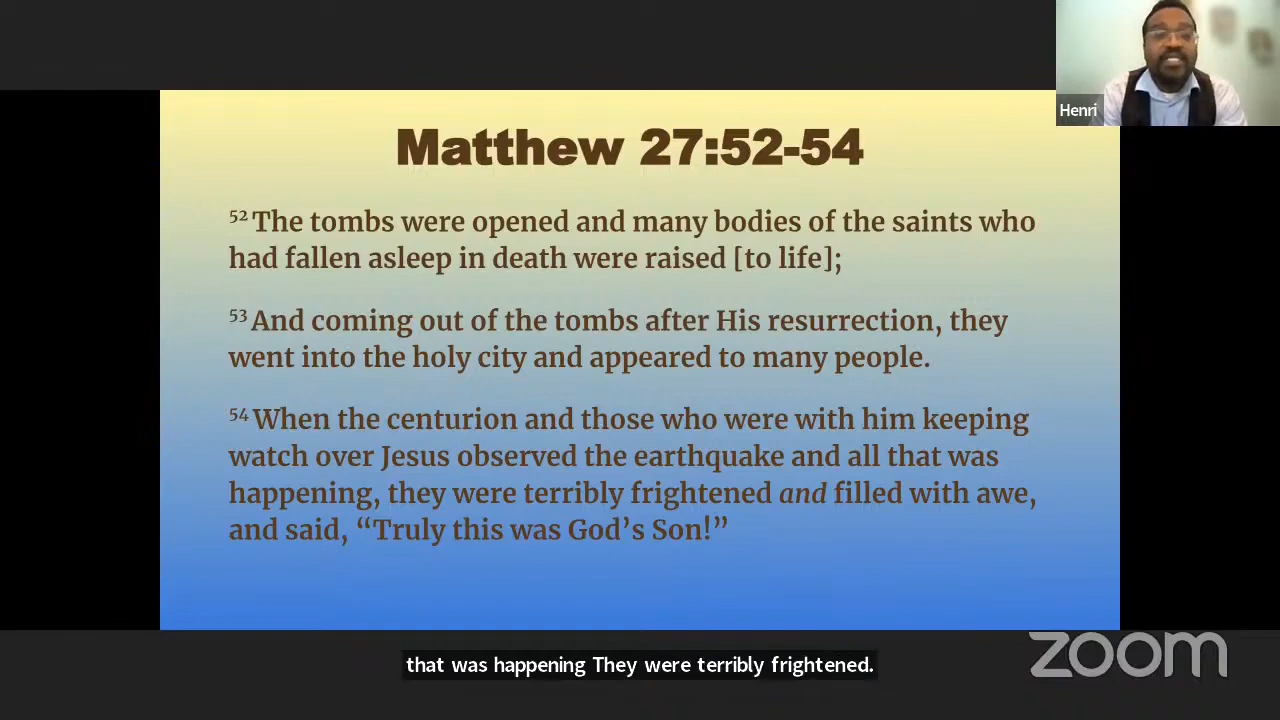 Henri
Matthew 27:52-54
52 The tombs were opened and many bodies of the saints who
had fallen asleep in death were raised [to life];
53 And coming out of the tombs after His resurrection, they
went into the holy city and appeared to many people.
54 When the centurion and those who were with him keeping
watch over Jesus observed the earthquake and all that was
happening, they were terribly frightened and filled with awe,
and said, “Truly this was God’s Son!”
that was happening They were terribly frightened.
zoom